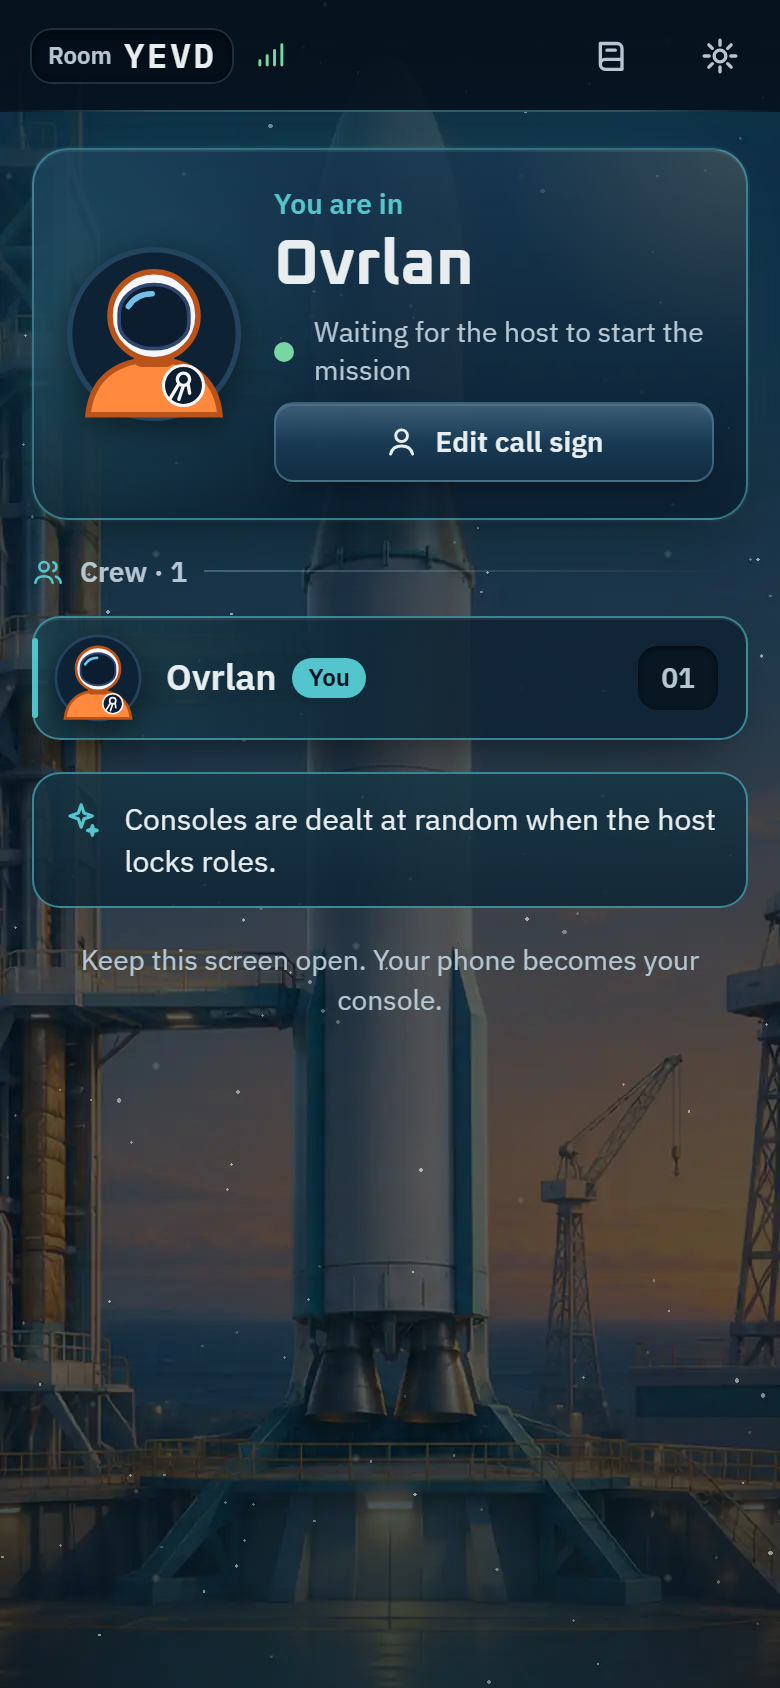 Room YEVD
You are in
Ovrlan
Waiting for the host to start the
mission
Edit call sign
Crew · 1
Ovrlan You 01
Consoles are dealt at random when the host
locks roles.
Keep this screen open. Your phone becomes your
console.